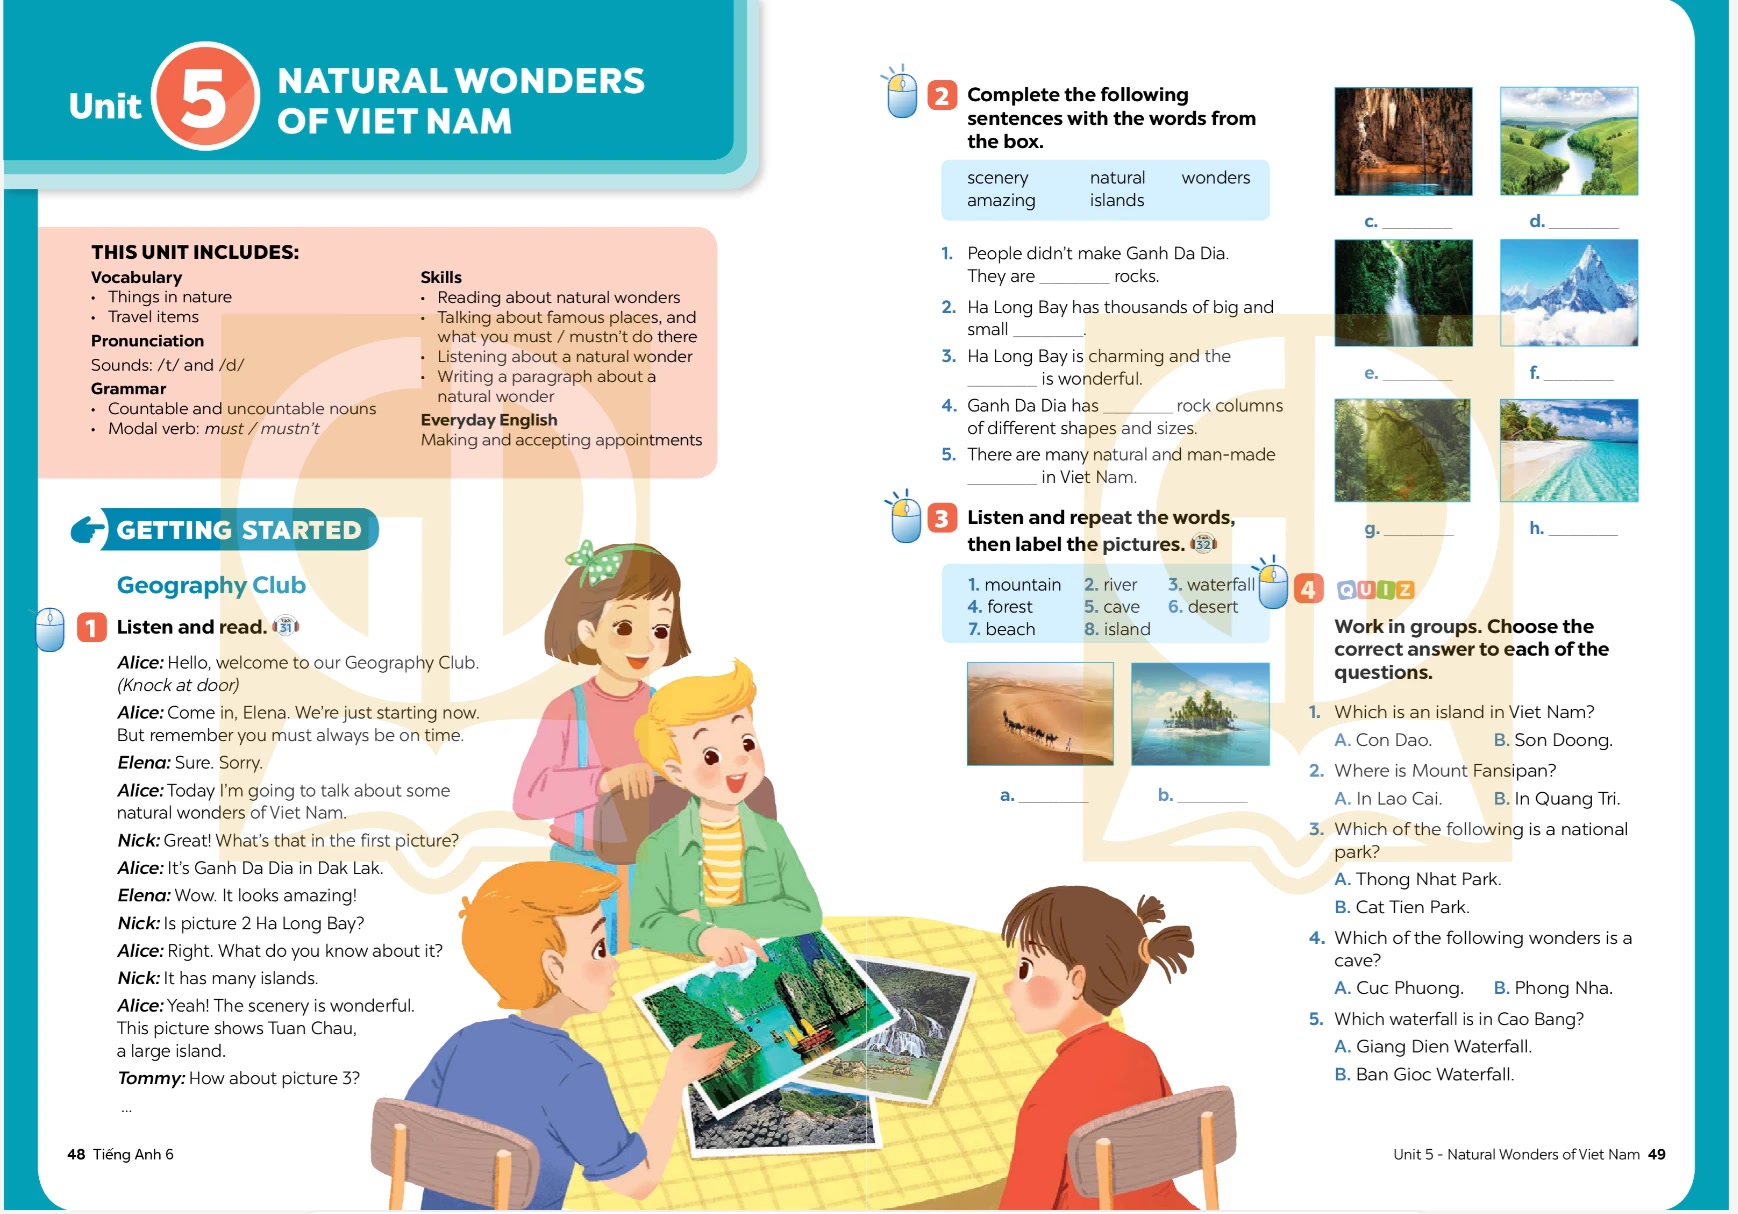 Unit 5 NATURAL WONDERS
OF VIET NAM
THIS UNIT INCLUDES:
Vocabulary
• Things in nature
• Travel items
Pronunciation
Sounds: /t/ and /d/
Grammar
• Countable and uncountable nouns
• Modal verb: must / mustn't
Skills
• Reading about natural wonders
• Talking about famous places, and
what you must / mustn't do there
• Listening about a natural wonder
• Writing a paragraph about a
natural wonder
Everyday English
Making and accepting appointments
GETTING STARTED
Geography Club
1 Listen and read. 31
Alice: Hello, welcome to our Geography Club.
(Knock at door)
Alice: Come in, Elena. We're just starting now.
But remember you must always be on time.
Elena: Sure. Sorry.
Alice: Today I'm going to talk about some
natural wonders of Viet Nam.
Nick: Great! What's that in the first picture?
Alice: It's Ganh Da Dia in Dak Lak.
Elena: Wow. It looks amazing!
Nick: Is picture 2 Ha Long Bay?
Alice: Right. What do you know about it?
Nick: It has many islands.
Alice: Yeah! The scenery is wonderful.
This picture shows Tuan Chau,
a large island.
Tommy: How about picture 3?
...
48 Tiếng Anh 6
2 Complete the following
sentences with the words from
the box.
scenery natural wonders
amazing islands
1. People didn't make Ganh Da Dia.
They are ________ rocks.
2. Ha Long Bay has thousands of big and
small ________.
3. Ha Long Bay is charming and the
________ is wonderful.
4. Ganh Da Dia has ________ rock columns
of different shapes and sizes.
5. There are many natural and man-made
________ in Viet Nam.
3 Listen and repeat the words,
then label the pictures. 32
1. mountain 2. river 3. waterfall
4. forest 5. cave 6. desert
7. beach 8. island
a. ________ b. ________
c. ________ d. ________
e. ________ f. ________
g. ________ h. ________
4 QUIZ
Work in groups. Choose the
correct answer to each of the
questions.
1. Which is an island in Viet Nam?
A. Con Dao. B. Son Doong.
2. Where is Mount Fansipan?
A. In Lao Cai. B. In Quang Tri.
3. Which of the following is a national
park?
A. Thong Nhat Park.
B. Cat Tien Park.
4. Which of the following wonders is a
cave?
A. Cuc Phuong. B. Phong Nha.
5. Which waterfall is in Cao Bang?
A. Giang Dien Waterfall.
B. Ban Gioc Waterfall.
Unit 5 - Natural Wonders of Viet Nam 49